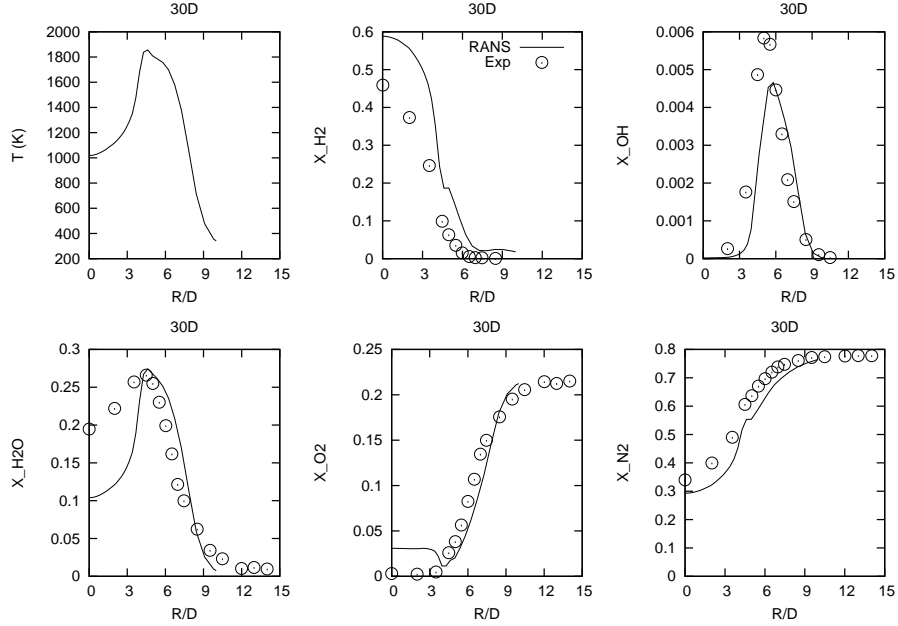 30D
2000
1800
1600
1400
1200
1000
800
600
400
200
0 3 6 9 12 15
T (K)
R/D
30D
0.6
0.5
0.4
0.3
0.2
0.1
0
0 3 6 9 12 15
X_H2
R/D
RANS
Exp
30D
0.006
0.005
0.004
0.003
0.002
0.001
0
0 3 6 9 12 15
X_OH
R/D
30D
0.3
0.25
0.2
0.15
0.1
0.05
0
0 3 6 9 12 15
X_H2O
R/D
30D
0.25
0.2
0.15
0.1
0.05
0
0 3 6 9 12 15
X_O2
R/D
30D
0.8
0.7
0.6
0.5
0.4
0.3
0.2
0.1
0
0 3 6 9 12 15
X_N2
R/D